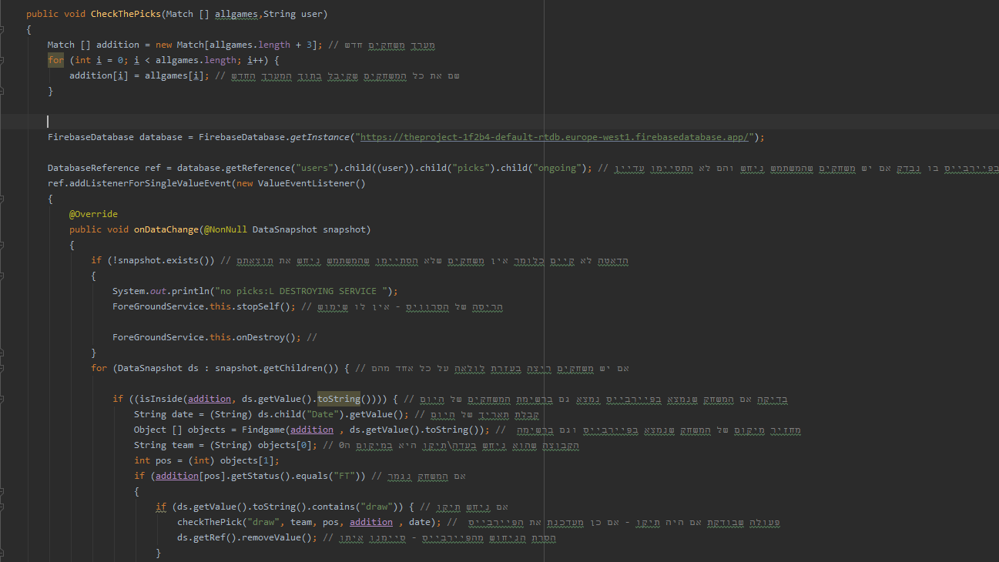 public void CheckThePicks(Match [] allgames,String user)
{
Match [] addition = new Match[allgames.length + 3]; // מערך משחקים חדש
for (int i = 0; i < allgames.length; i++) {
addition[i] = allgames[i]; // שם את כל המשחקים שקיבל בתוך המערך החדש
}
FirebaseDatabase database = FirebaseDatabase.getInstance("https://theproject-1f2b4-default-rtdb.europe-west1.firebasedatabase.app/");
DatabaseReference ref = database.getReference("users").child((user)).child("picks").child("ongoing"); // בפיירבייס בו נבדק אם יש משחקים שהמשתמש ניחש והם לא התסיימו עדיין
ref.addListenerForSingleValueEvent(new ValueEventListener()
{
@Override
public void onDataChange(@NonNull DataSnapshot snapshot)
{
if (!snapshot.exists()) // הדאטה לא קיים כלומר אין משחקים שלא הסתיימו שהמשתמש ניחש את תוצאתם
{
System.out.println("no picks:L DESTROYING SERVICE ");
ForeGroundService.this.stopSelf(); // הריסה של הסרוויס - אין לו שימוש
ForeGroundService.this.onDestroy(); //
}
for (DataSnapshot ds : snapshot.getChildren()) { // אם יש משחקים ריצה בעזרת לולאה על כל אחד מהם
if ((isInside(addition, ds.getValue().toString()))) { // בדיקה אם המשחק שנמצא בפיירבייס נמצא גם ברשימת המשחקים של היום
String date = (String) ds.child("Date").getValue(); // קבלת תאריך של היום
Object [] objects = Findgame(addition , ds.getValue().toString()); // מחזיר מיקום של המשחק שנמצא בפיירבייס וגם ברשימה
String team = (String) objects[0]; // הקבוצה שהוא ניחש בעדה\תיקו היא במיקום ה0
int pos = (int) objects[1];
if (addition[pos].getStatus().equals("FT")) // אם המשחק נגמר
{
if (ds.getValue().toString().contains("draw")) { // אם ניחש תיקו
checkThePick("draw", team, pos, addition , date); // פעולה שבודקת אם היה תיקו - אם כן מעדכנת את הפיירבייס
ds.getRef().removeValue(); // הסרת הניחוש מהפיירבייס - סיימנו איתו
}